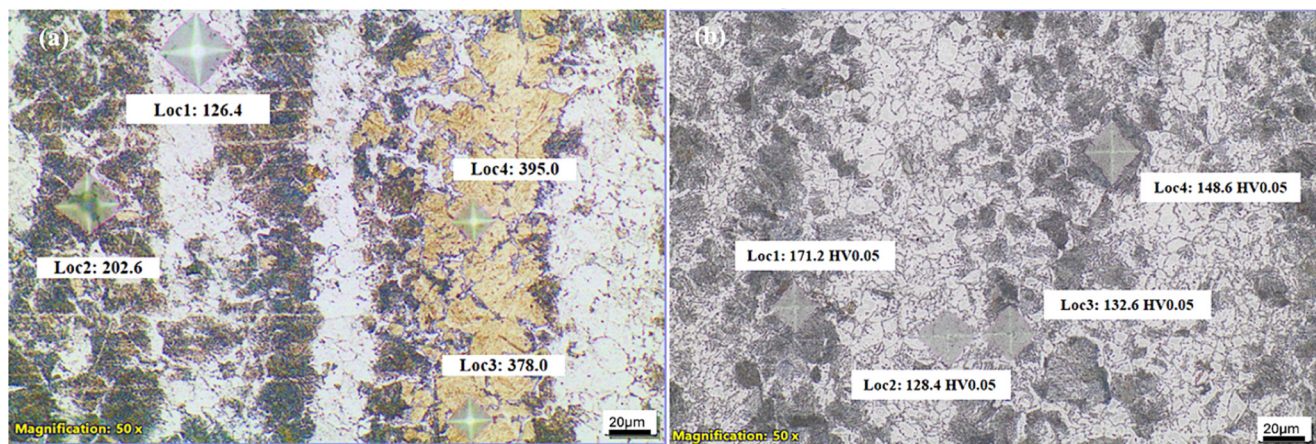 (a)
Loc1: 126.4
Loc4: 395.0
Loc2: 202.6
Loc3: 378.0
Magnification: 50 x
20μm
(b)
Loc4: 148.6 HV0.05
Loc1: 171.2 HV0.05
Loc3: 132.6 HV0.05
Loc2: 128.4 HV0.05
Magnification: 50 x
20μm